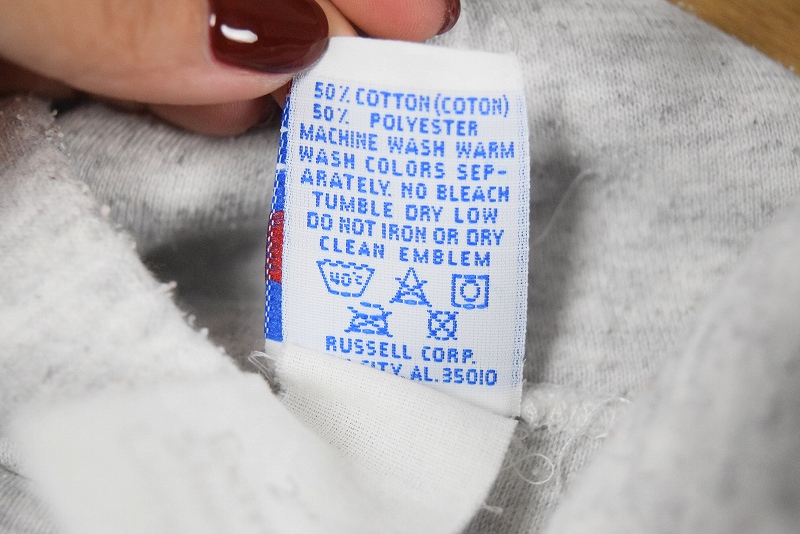 50% COTTON (COTON)
50% POLYESTER
MACHINE WASH WARM
WASH COLORS SEP-
ARATELY. NO BLEACH
TUMBLE DRY LOW
DO NOT IRON OR DRY
CLEAN EMBLEM
40°C
RUSSELL CORP.
CITY, AL. 35010